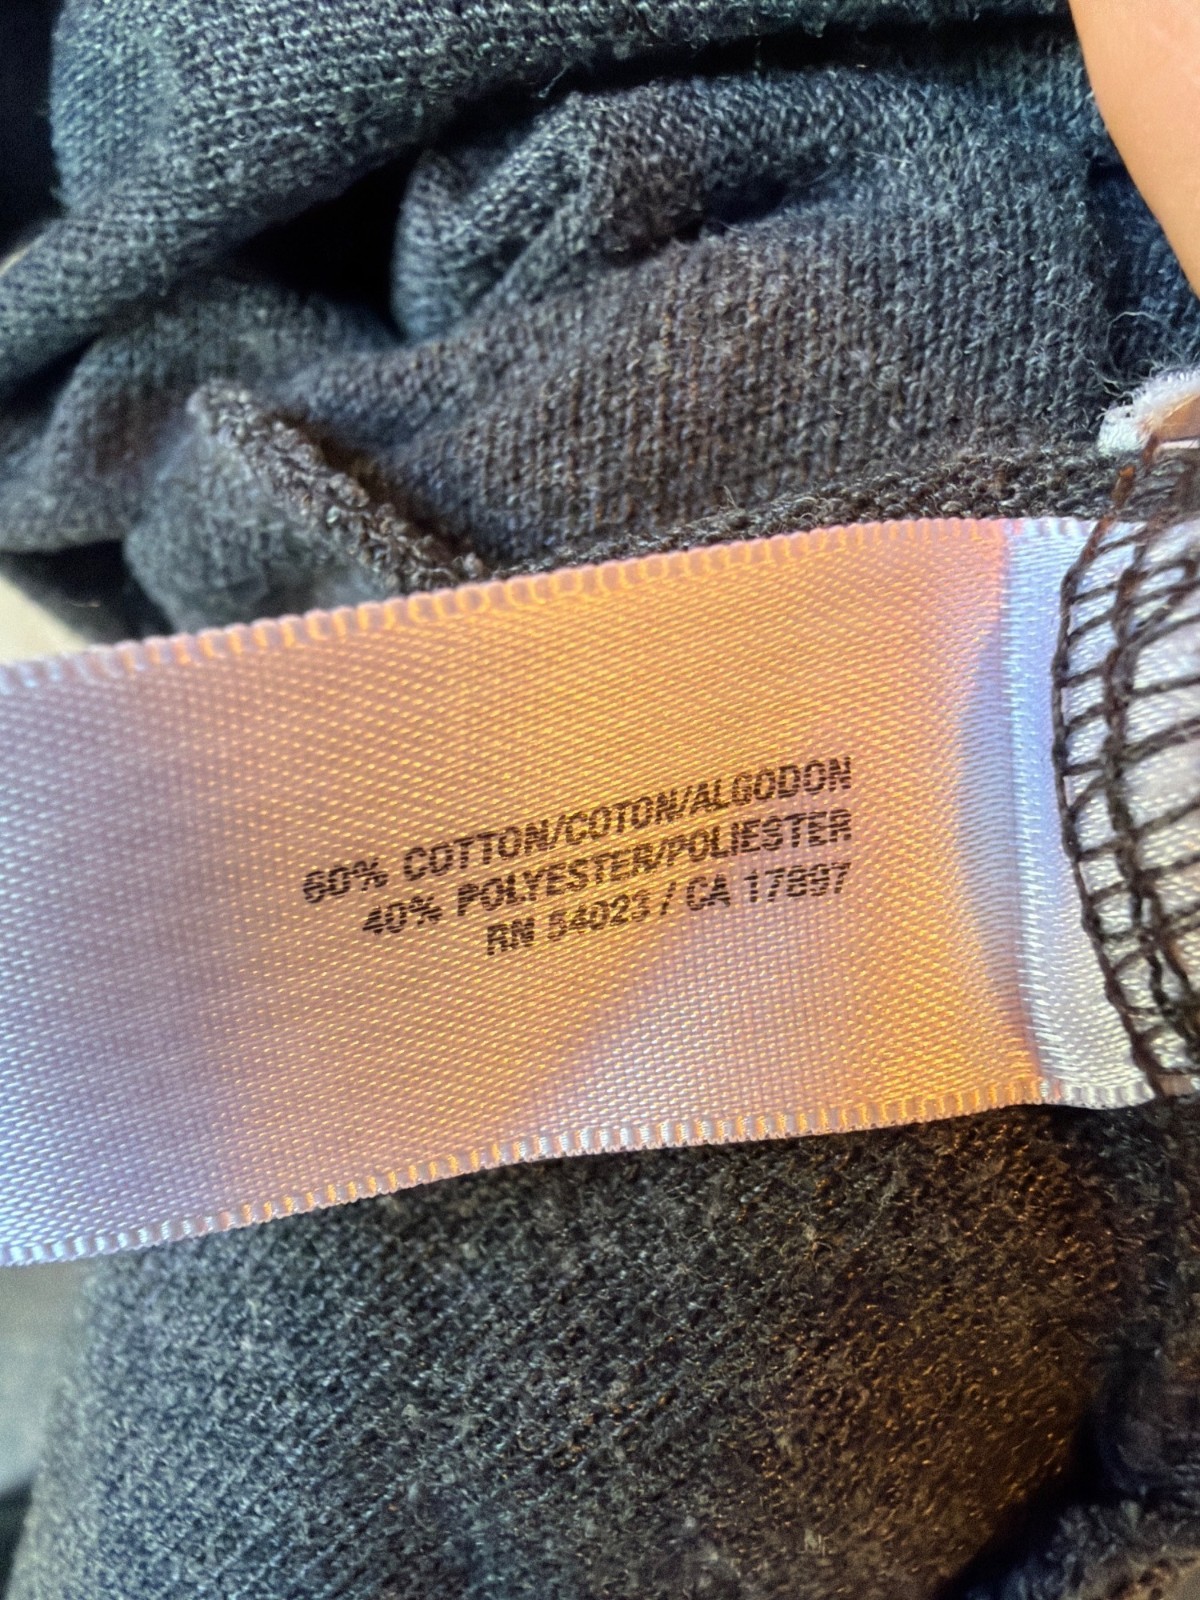 60% COTTON/COTON/ALGODON
40% POLYESTER/POLIESTER
RN 54023 / CA 17897